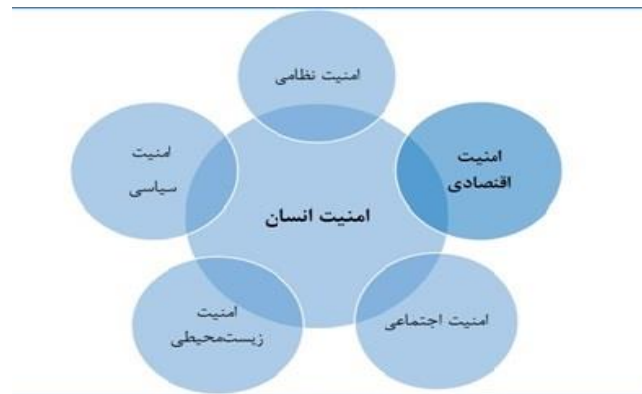 امنیت نظامی
امنیت
اقتصادی
امنیت
سیاسی
امنیت انسان
امنیت اجتماعی
امنیت
زیست‌محیطی